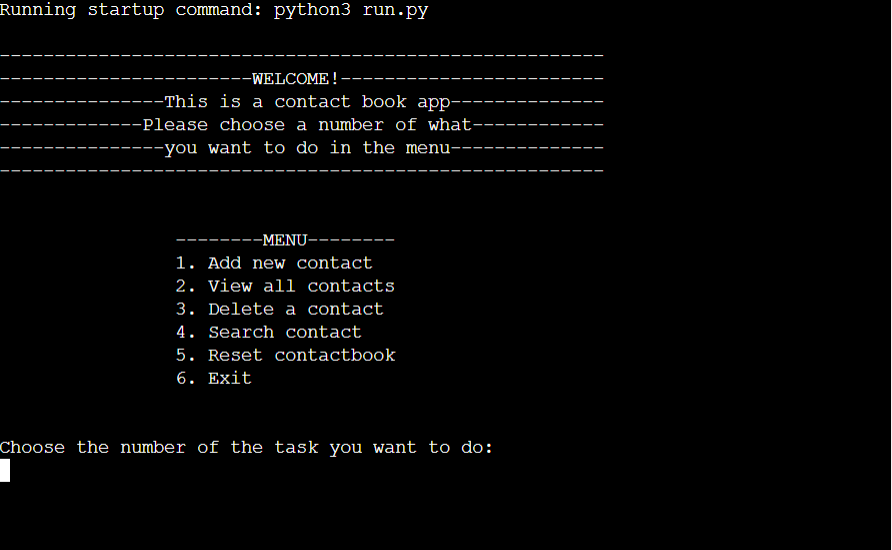 Running startup command: python3 run.py
-------------------------------------------------------
-----------------------WELCOME!------------------------
---------------This is a contact book app--------------
-------------Please choose a number of what------------
---------------you want to do in the menu--------------
-------------------------------------------------------
--------MENU--------
1. Add new contact
2. View all contacts
3. Delete a contact
4. Search contact
5. Reset contactbook
6. Exit
Choose the number of the task you want to do: